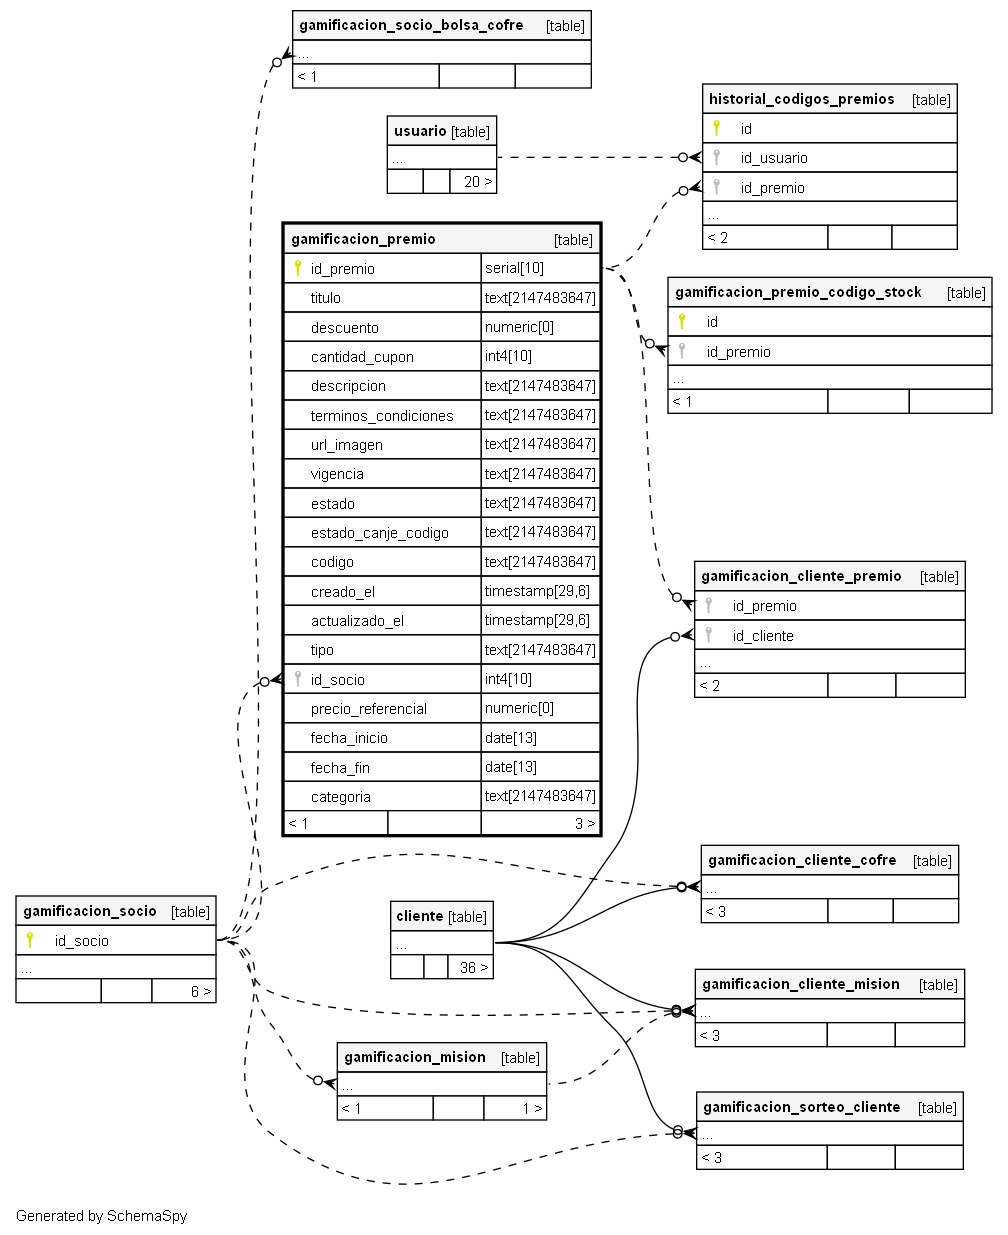 gamificacion_socio_bolsa_cofre [table]
...
< 1
usuario [table]
...
20 >
historial_codigos_premios [table]
id
id_usuario
id_premio
...
< 2
gamificacion_premio [table]
id_premio serial[10]
titulo text[2147483647]
descuento numeric[0]
cantidad_cupon int4[10]
descripcion text[2147483647]
terminos_condiciones text[2147483647]
url_imagen text[2147483647]
vigencia text[2147483647]
estado text[2147483647]
estado_canje_codigo text[2147483647]
codigo text[2147483647]
creado_el timestamp[29,6]
actualizado_el timestamp[29,6]
tipo text[2147483647]
id_socio int4[10]
precio_referencial numeric[0]
fecha_inicio date[13]
fecha_fin date[13]
categoria text[2147483647]
< 1 3 >
gamificacion_premio_codigo_stock [table]
id
id_premio
...
< 1
gamificacion_cliente_premio [table]
id_premio
id_cliente
...
< 2
gamificacion_cliente_cofre [table]
...
< 3
gamificacion_socio [table]
id_socio
...
6 >
cliente [table]
...
36 >
gamificacion_cliente_mision [table]
...
< 3
gamificacion_mision [table]
...
< 1 1 >
gamificacion_sorteo_cliente [table]
...
< 3
Generated by SchemaSpy